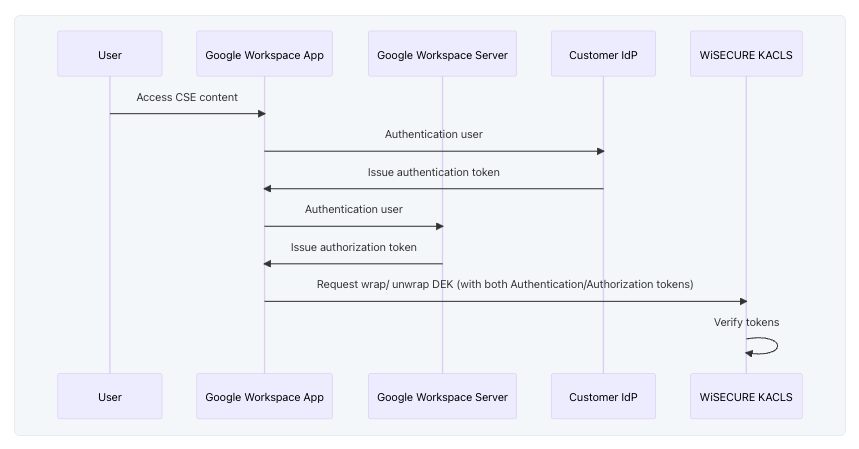 User
Google Workspace App
Google Workspace Server
Customer IdP
WiSECURE KACLS
Access CSE content
Authentication user
Issue authentication token
Authentication user
Issue authorization token
Request wrap/ unwrap DEK (with both Authentication/Authorization tokens)
Verify tokens
User
Google Workspace App
Google Workspace Server
Customer IdP
WiSECURE KACLS